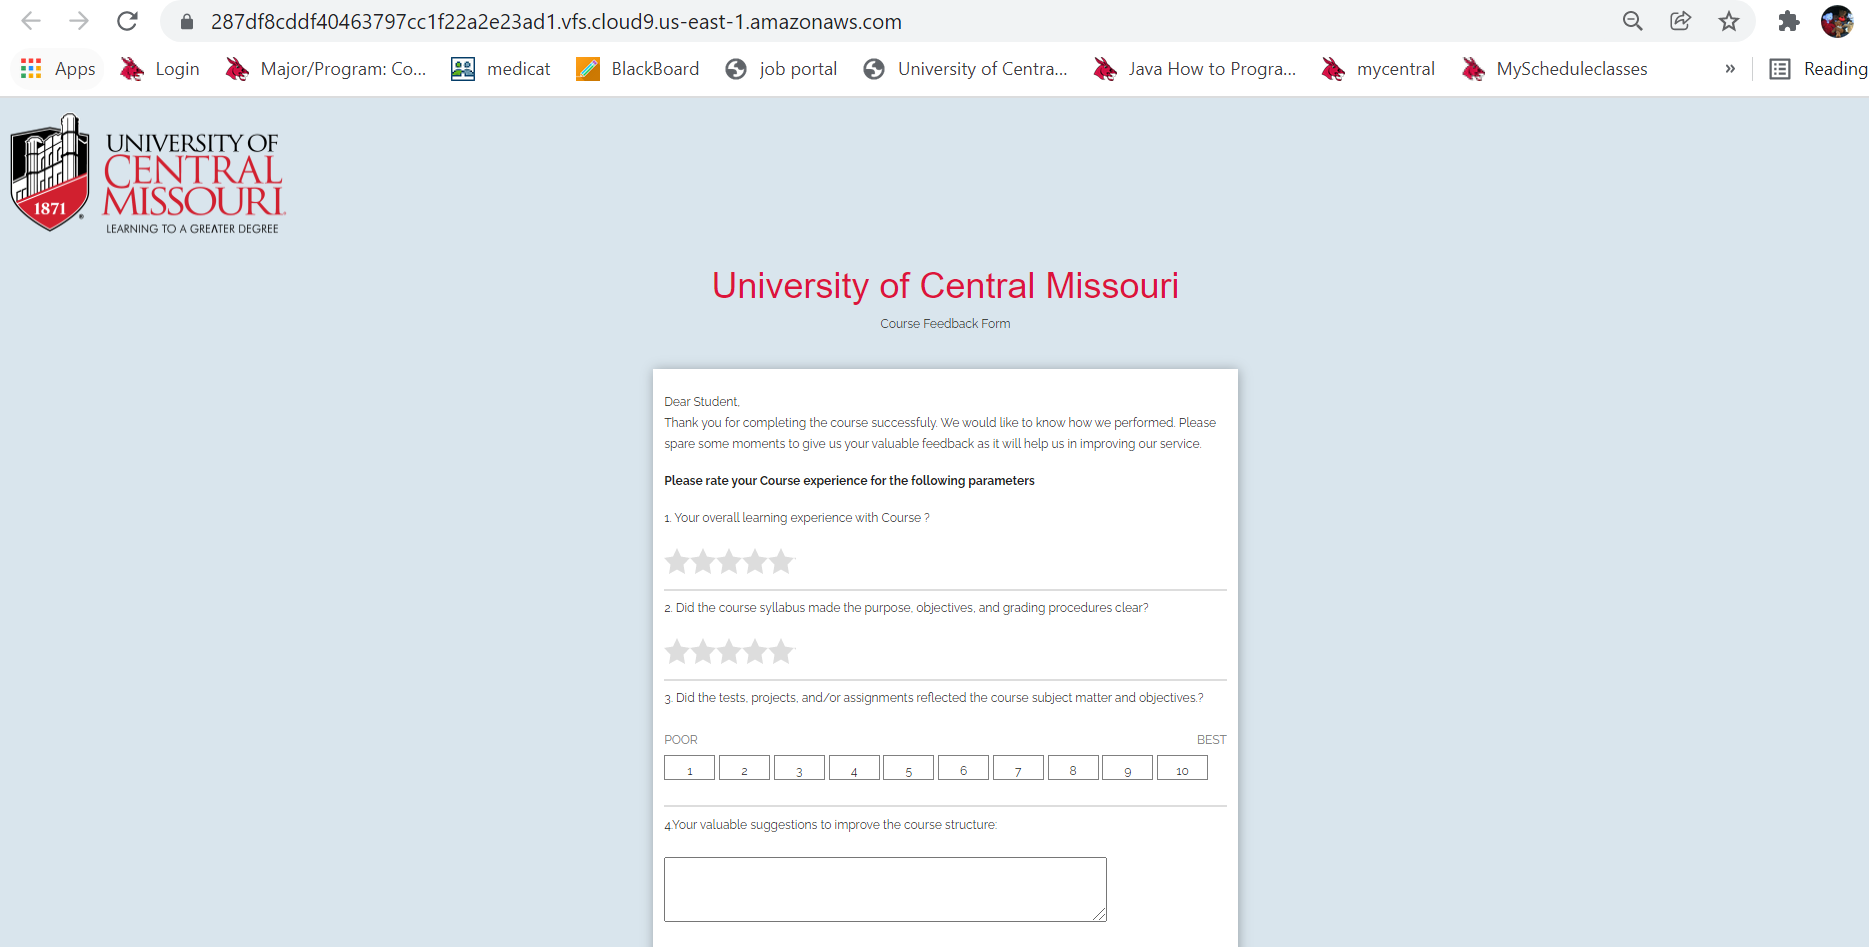 287df8cddf40463797cc1f22a2e23ad1.vfs.cloud9.us-east-1.amazonaws.com
Apps Login Major/Program: Co... medicat BlackBoard job portal University of Centra... Java How to Progra... mycentral MyScheduleclasses » Reading
UNIVERSITY OF
CENTRAL
MISSOURI
1871
LEARNING TO A GREATER DEGREE
University of Central Missouri
Course Feedback Form
Dear Student,
Thank you for completing the course successfuly. We would like to know how we performed. Please
spare some moments to give us your valuable feedback as it will help us in improving our service.
Please rate your Course experience for the following parameters
1. Your overall learning experience with Course ?
2. Did the course syllabus made the purpose, objectives, and grading procedures clear?
3. Did the tests, projects, and/or assignments reflected the course subject matter and objectives.?
POOR BEST
1 2 3 4 5 6 7 8 9 10
4.Your valuable suggestions to improve the course structure: